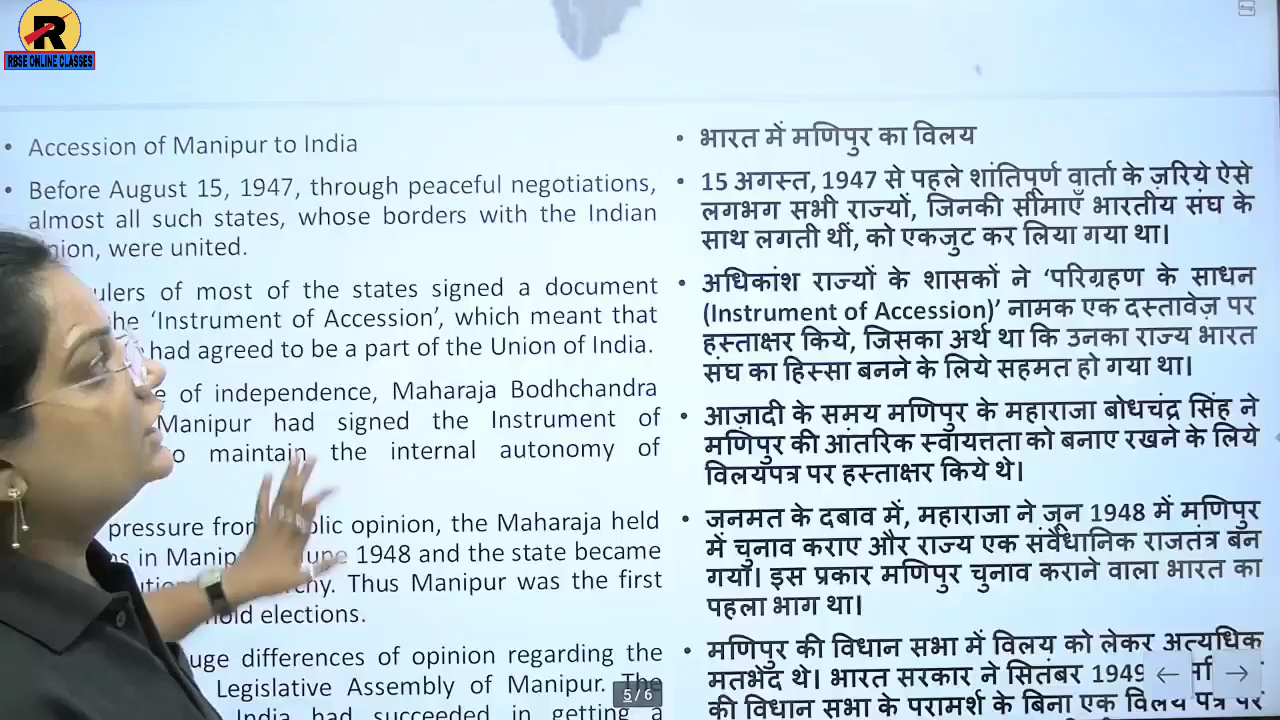 R
RBSE ONLINE CLASSES
• Accession of Manipur to India
• Before August 15, 1947, through peaceful negotiations,
almost all such states, whose borders with the Indian
were united.
of most of the states signed a document
'Instrument of Accession', which meant that
had agreed to be a part of the Union of India.
of independence, Maharaja Bodhchandra
Manipur had signed the Instrument of
maintain the internal autonomy of
pressure from opinion, the Maharaja held
in 1948 and the state became
Thus Manipur was the first
hold elections.
differences of opinion regarding the
Legislative Assembly of Manipur. The
India had succeeded in getting a
• भारत में मणिपुर का विलय
• 15 अगस्त, 1947 से पहले शांतिपूर्ण वार्ता के ज़रिये ऐसे
लगभग सभी राज्यों, जिनकी सीमाएँ भारतीय संघ के
साथ लगती थीं, को एकजुट कर लिया गया था।
• अधिकांश राज्यों के शासकों ने 'परिग्रहण के साधन
(Instrument of Accession)' नामक एक दस्तावेज़ पर
हस्ताक्षर किये, जिसका अर्थ था कि उनका राज्य भारत
संघ का हिस्सा बनने के लिये सहमत हो गया था।
• आज़ादी के समय मणिपुर के महाराजा बोधचंद्र सिंह ने
मणिपुर की आंतरिक स्वायत्तता को बनाए रखने के लिये
विलयपत्र पर हस्ताक्षर किये थे।
• जनमत के दबाव में, महाराजा ने जून 1948 में मणिपुर
में चुनाव कराए और राज्य एक संवैधानिक राजतंत्र बन
गया। इस प्रकार मणिपुर चुनाव कराने वाला भारत का
पहला भाग था।
• मणिपुर की विधान सभा में विलय को लेकर अत्यधिक
मतभेद थे। भारत सरकार ने सितंबर 1949
की विधान सभा के परामर्श के बिना एक विलय पत्र पर
5/6